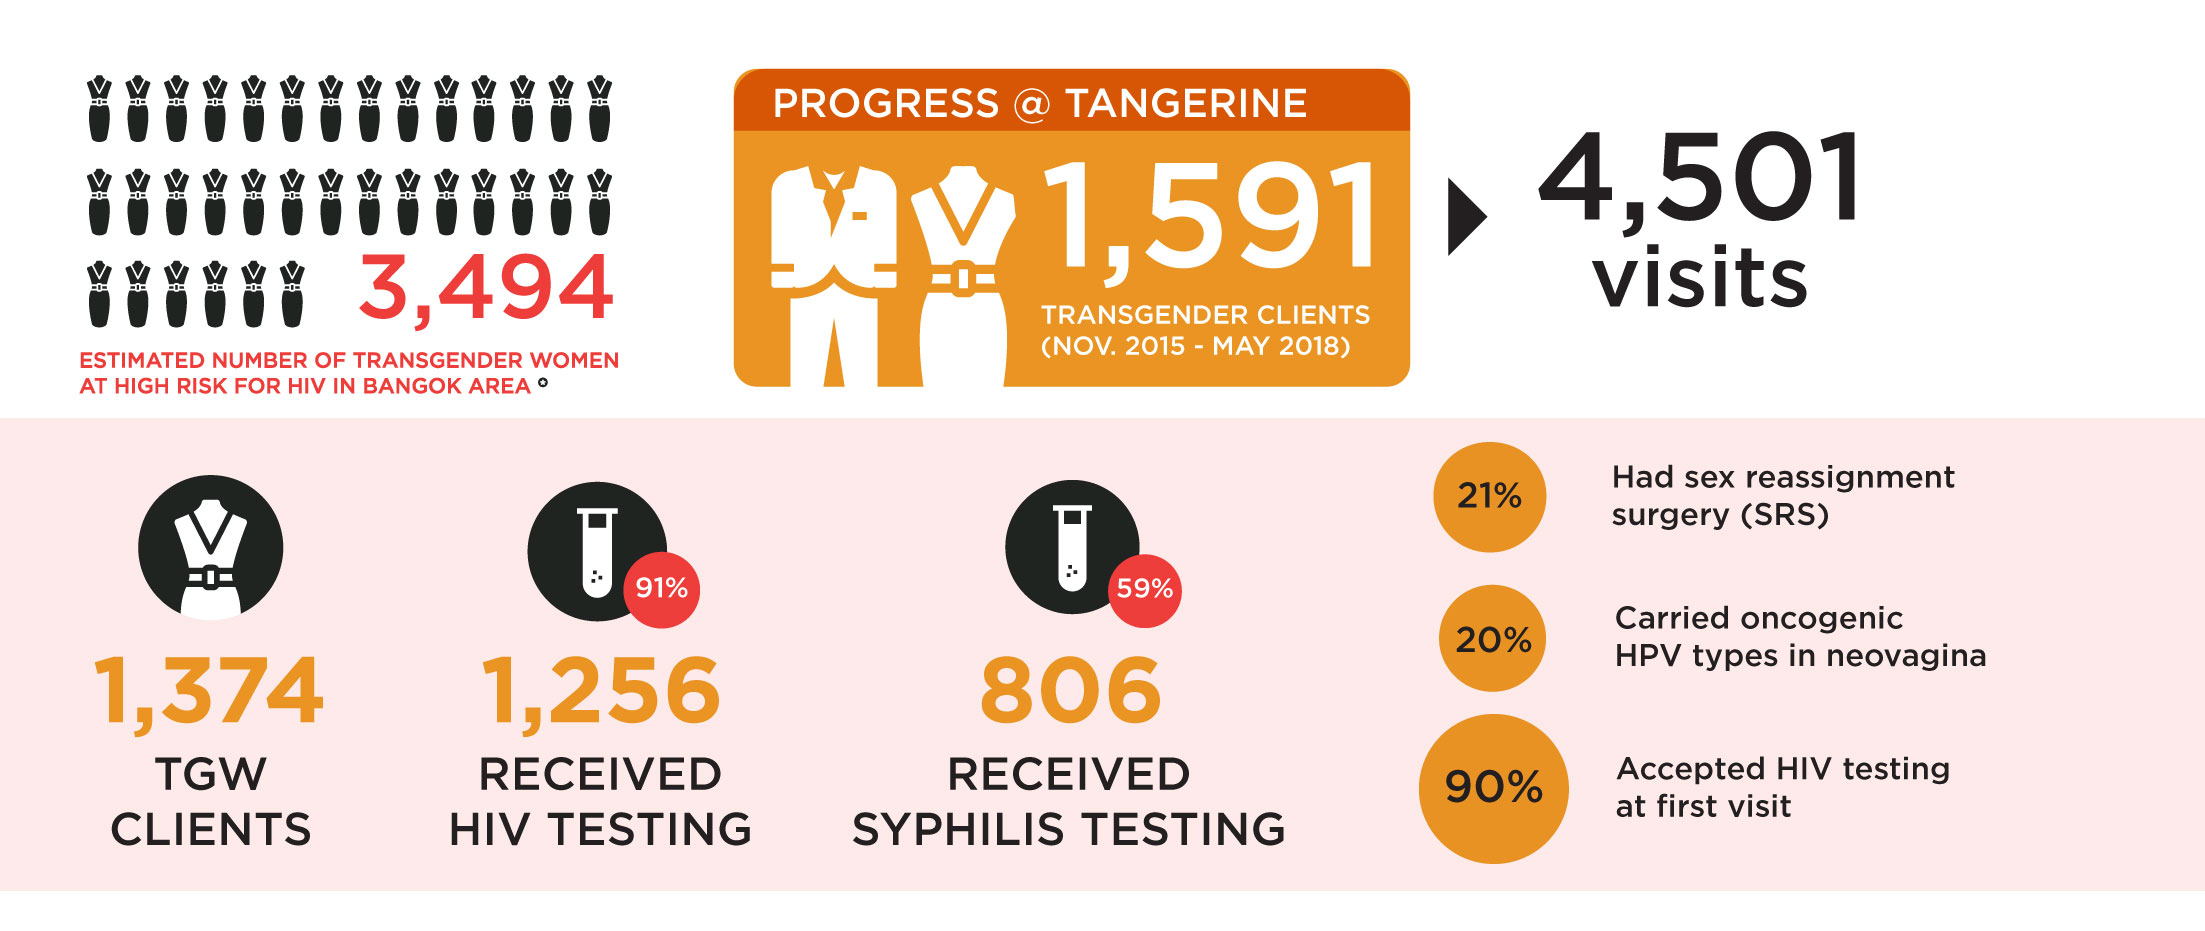 3,494
ESTIMATED NUMBER OF TRANSGENDER WOMEN
AT HIGH RISK FOR HIV IN BANGOK AREA
PROGRESS @ TANGERINE
1,591
TRANSGENDER CLIENTS
(NOV. 2015 - MAY 2018)
4,501
visits
1,374
TGW
CLIENTS
91%
1,256
RECEIVED
HIV TESTING
59%
806
RECEIVED
SYPHILIS TESTING
21%
Had sex reassignment
surgery (SRS)
20%
Carried oncogenic
HPV types in neovagina
90%
Accepted HIV testing
at first visit